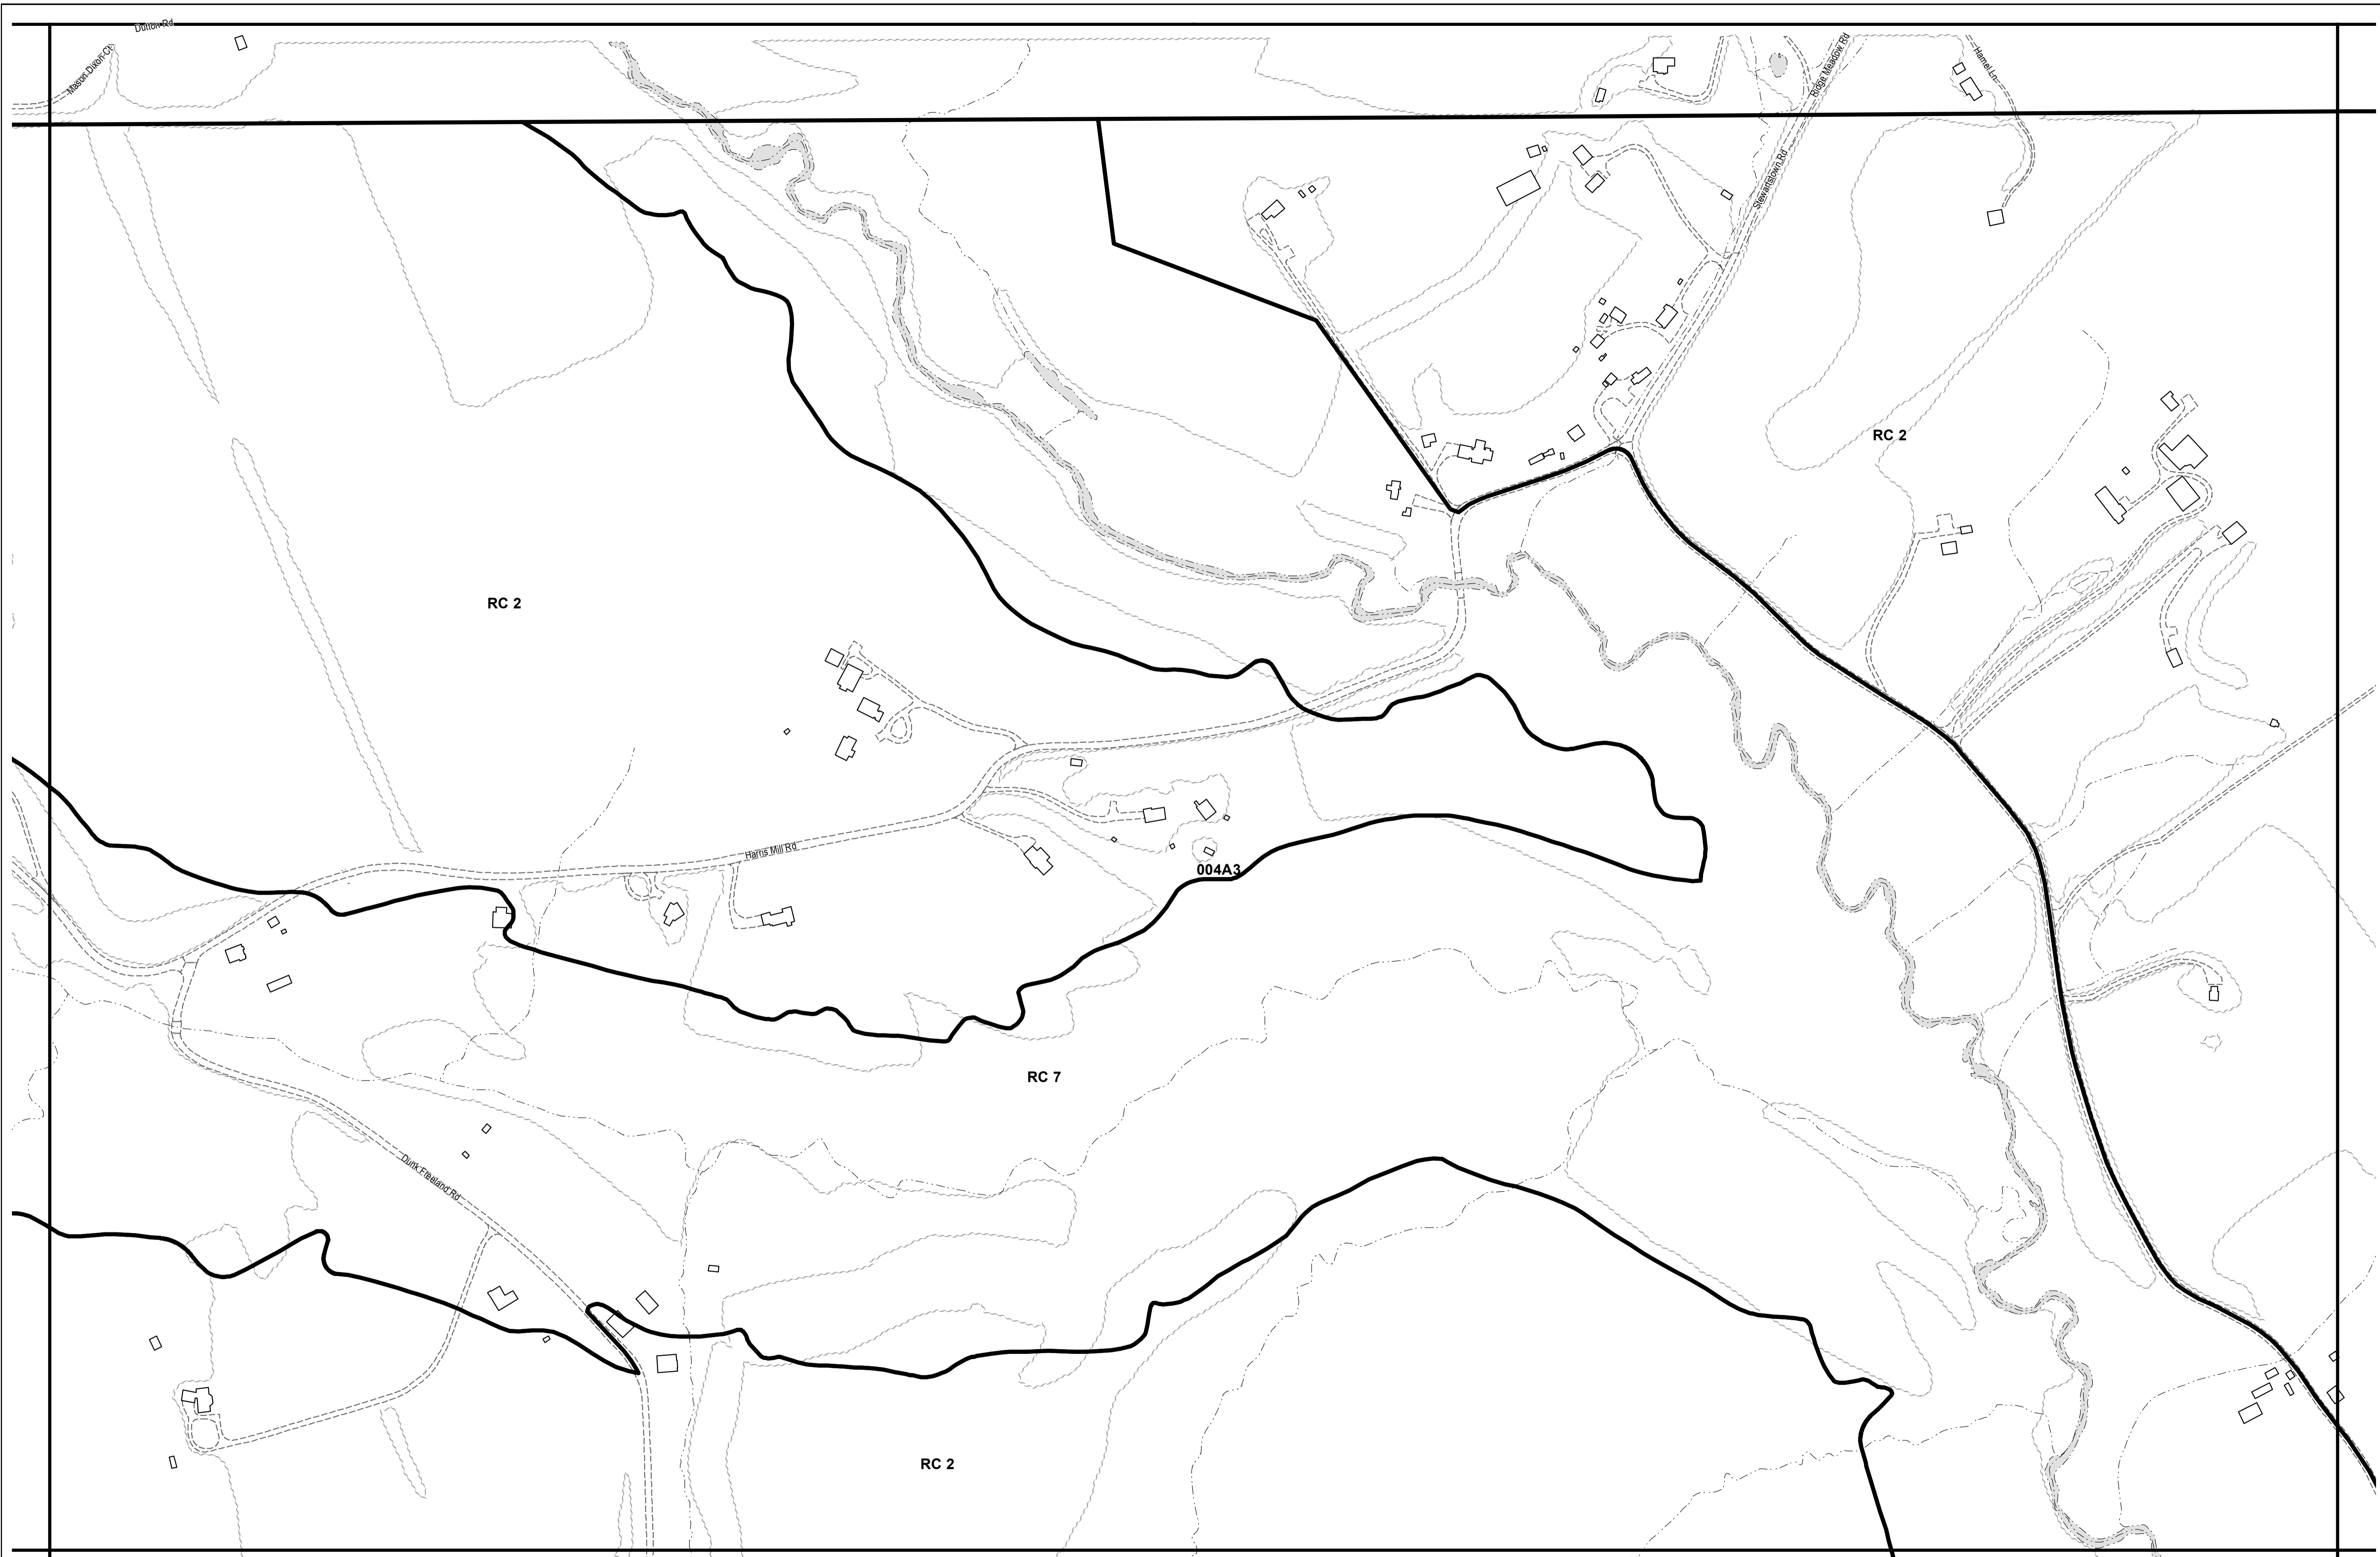 Dutton Rd
Mason Dixon Ct
Ridge Meadow Rd
Hamel Ln
Stewartstown Rd
RC 2
RC 2
Harris Mill Rd
004A3
RC 7
Dunk Freeland Rd
RC 2